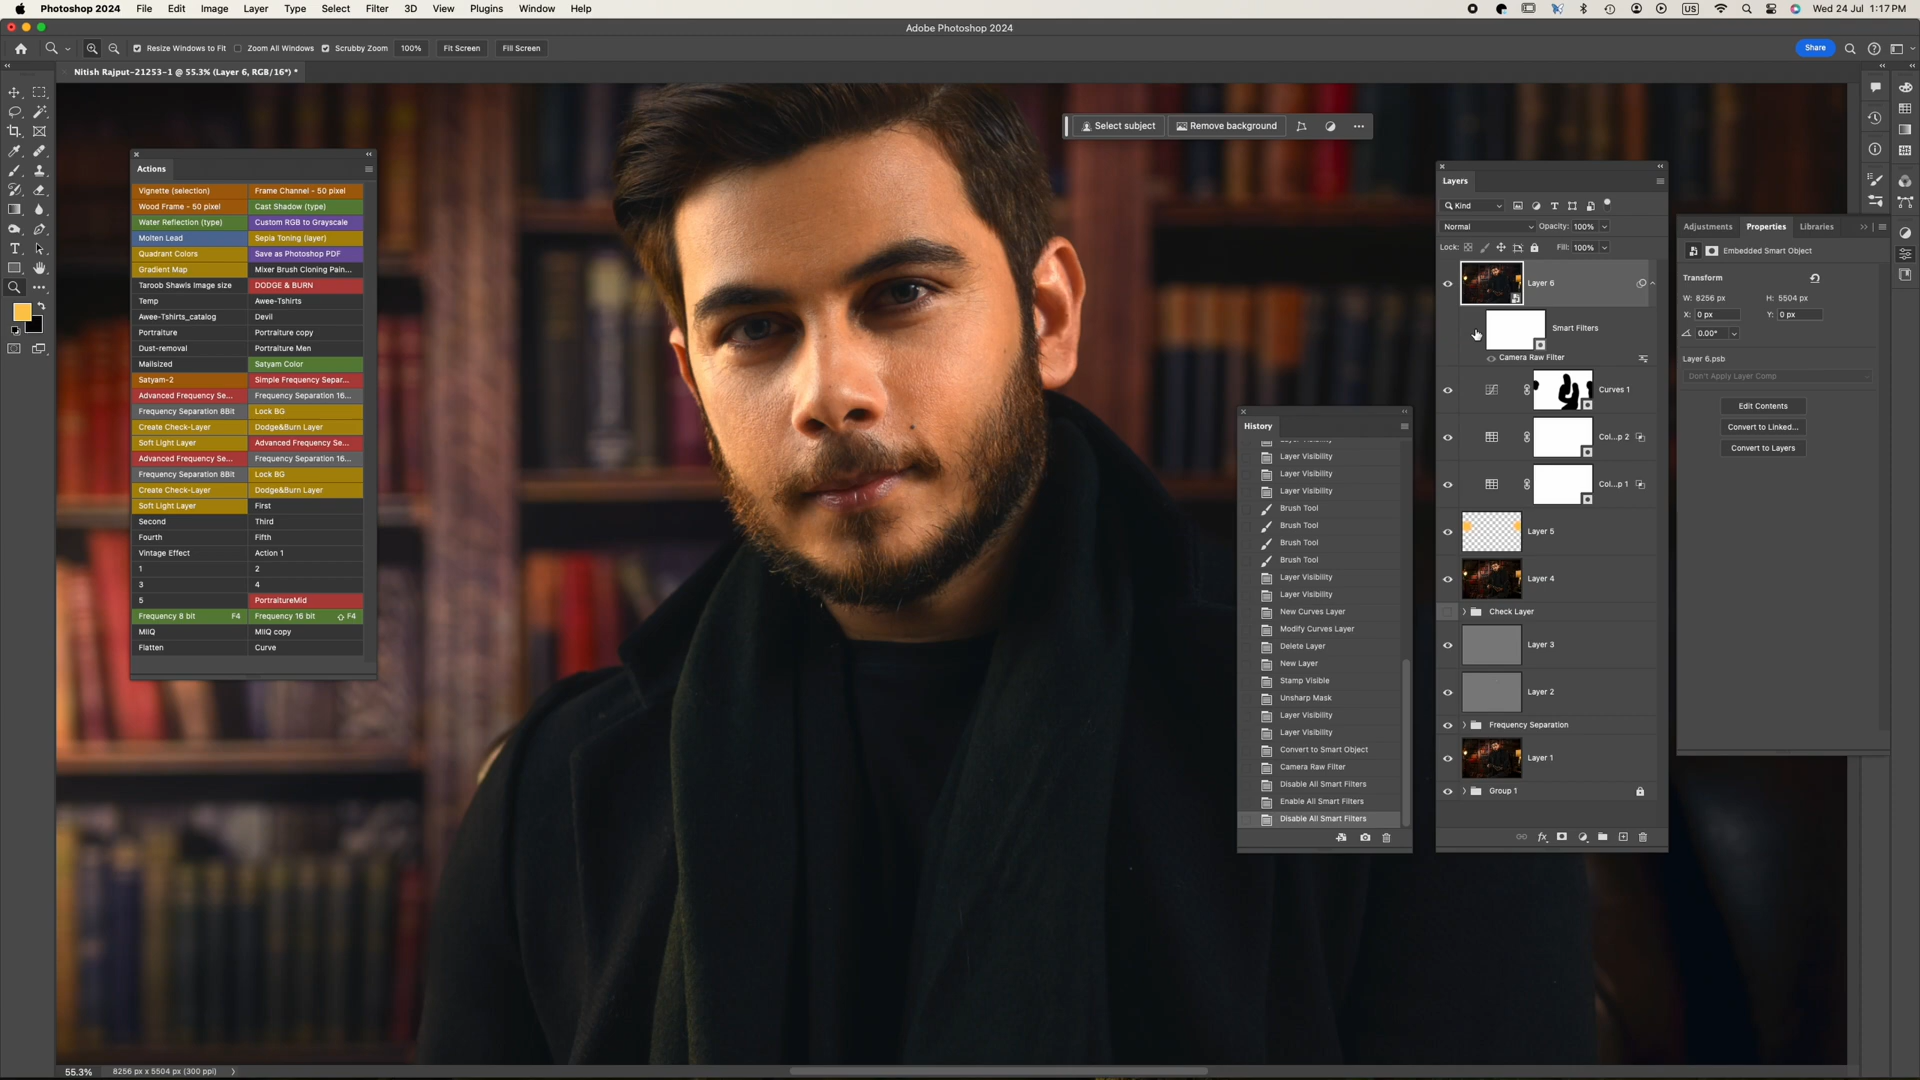 Photoshop 2024 File Edit Image Layer Type Select Filter 3D View Plugins Window Help US Wed 24 Jul 1:17 PM
Adobe Photoshop 2024
Resize Windows to Fit Zoom All Windows Scrubby Zoom 100% Fit Screen Fill Screen Share
Nitish Rajput-21253-1 @ 55.3% (Layer 6, RGB/16*) *
Select subject Remove background
Actions
Vignette (selection) Frame Channel - 50 pixel
Wood Frame - 50 pixel Cast Shadow (type)
Water Reflection (type) Custom RGB to Grayscale
Molten Lead Sepia Toning (layer)
Quadrant Colors Save as Photoshop PDF
Gradient Map Mixer Brush Cloning Pain...
Taroob Shawls Image size DODGE & BURN
Temp Awee-Tshirts
Awee-Tshirts_catalog Devil
Portraiture Portraiture copy
Dust-removal Portraiture Men
Mailsized Satyam Color
Satyam-2 Simple Frequency Separ...
Advanced Frequency Se... Frequency Separation 16...
Frequency Separation 8Bit Lock BG
Create Check-Layer Dodge&Burn Layer
Soft Light Layer Advanced Frequency Se...
Advanced Frequency Se... Frequency Separation 16...
Frequency Separation 8Bit Lock BG
Create Check-Layer Dodge&Burn Layer
Soft Light Layer First
Second Third
Fourth Fifth
Vintage Effect Action 1
1 2
3 4
5 PortraitureMid
Frequency 8 bit F4 Frequency 16 bit F4
MilQ MilQ copy
Flatten Curve
History
Layer Visibility
Layer Visibility
Layer Visibility
Brush Tool
Brush Tool
Brush Tool
Brush Tool
Layer Visibility
Layer Visibility
New Curves Layer
Modify Curves Layer
Delete Layer
New Layer
Stamp Visible
Unsharp Mask
Layer Visibility
Layer Visibility
Convert to Smart Object
Camera Raw Filter
Disable All Smart Filters
Enable All Smart Filters
Disable All Smart Filters
Layers
Kind
Normal Opacity: 100%
Lock: Fill: 100%
Layer 6
Smart Filters
Camera Raw Filter
Curves 1
Col...p 2
Col...p 1
Layer 5
Layer 4
Check Layer
Layer 3
Layer 2
Frequency Separation
Layer 1
Group 1
Adjustments Properties Libraries
Embedded Smart Object
Transform
W: 8256 px H: 5504 px
X: 0 px Y: 0 px
0.00°
Layer 6.psb
Don't Apply Layer Comp
Edit Contents
Convert to Linked...
Convert to Layers
55.3% 8256 px x 5504 px (300 ppi)